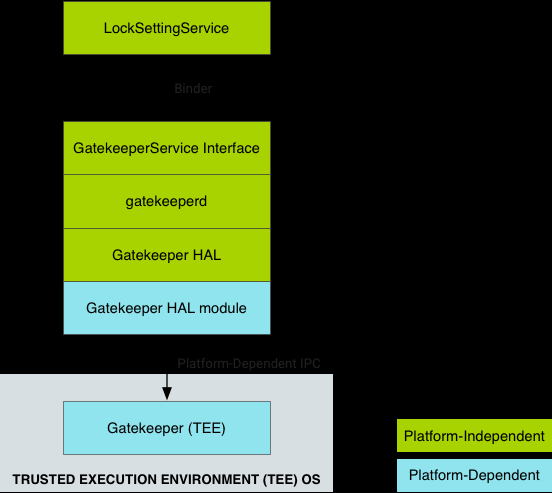 LockSettingService
Binder
GatekeeperService Interface
gatekeeperd
Gatekeeper HAL
Gatekeeper HAL module
Platform-Dependent IPC
Gatekeeper (TEE)
TRUSTED EXECUTION ENVIRONMENT (TEE) OS
Platform-Independent
Platform-Dependent